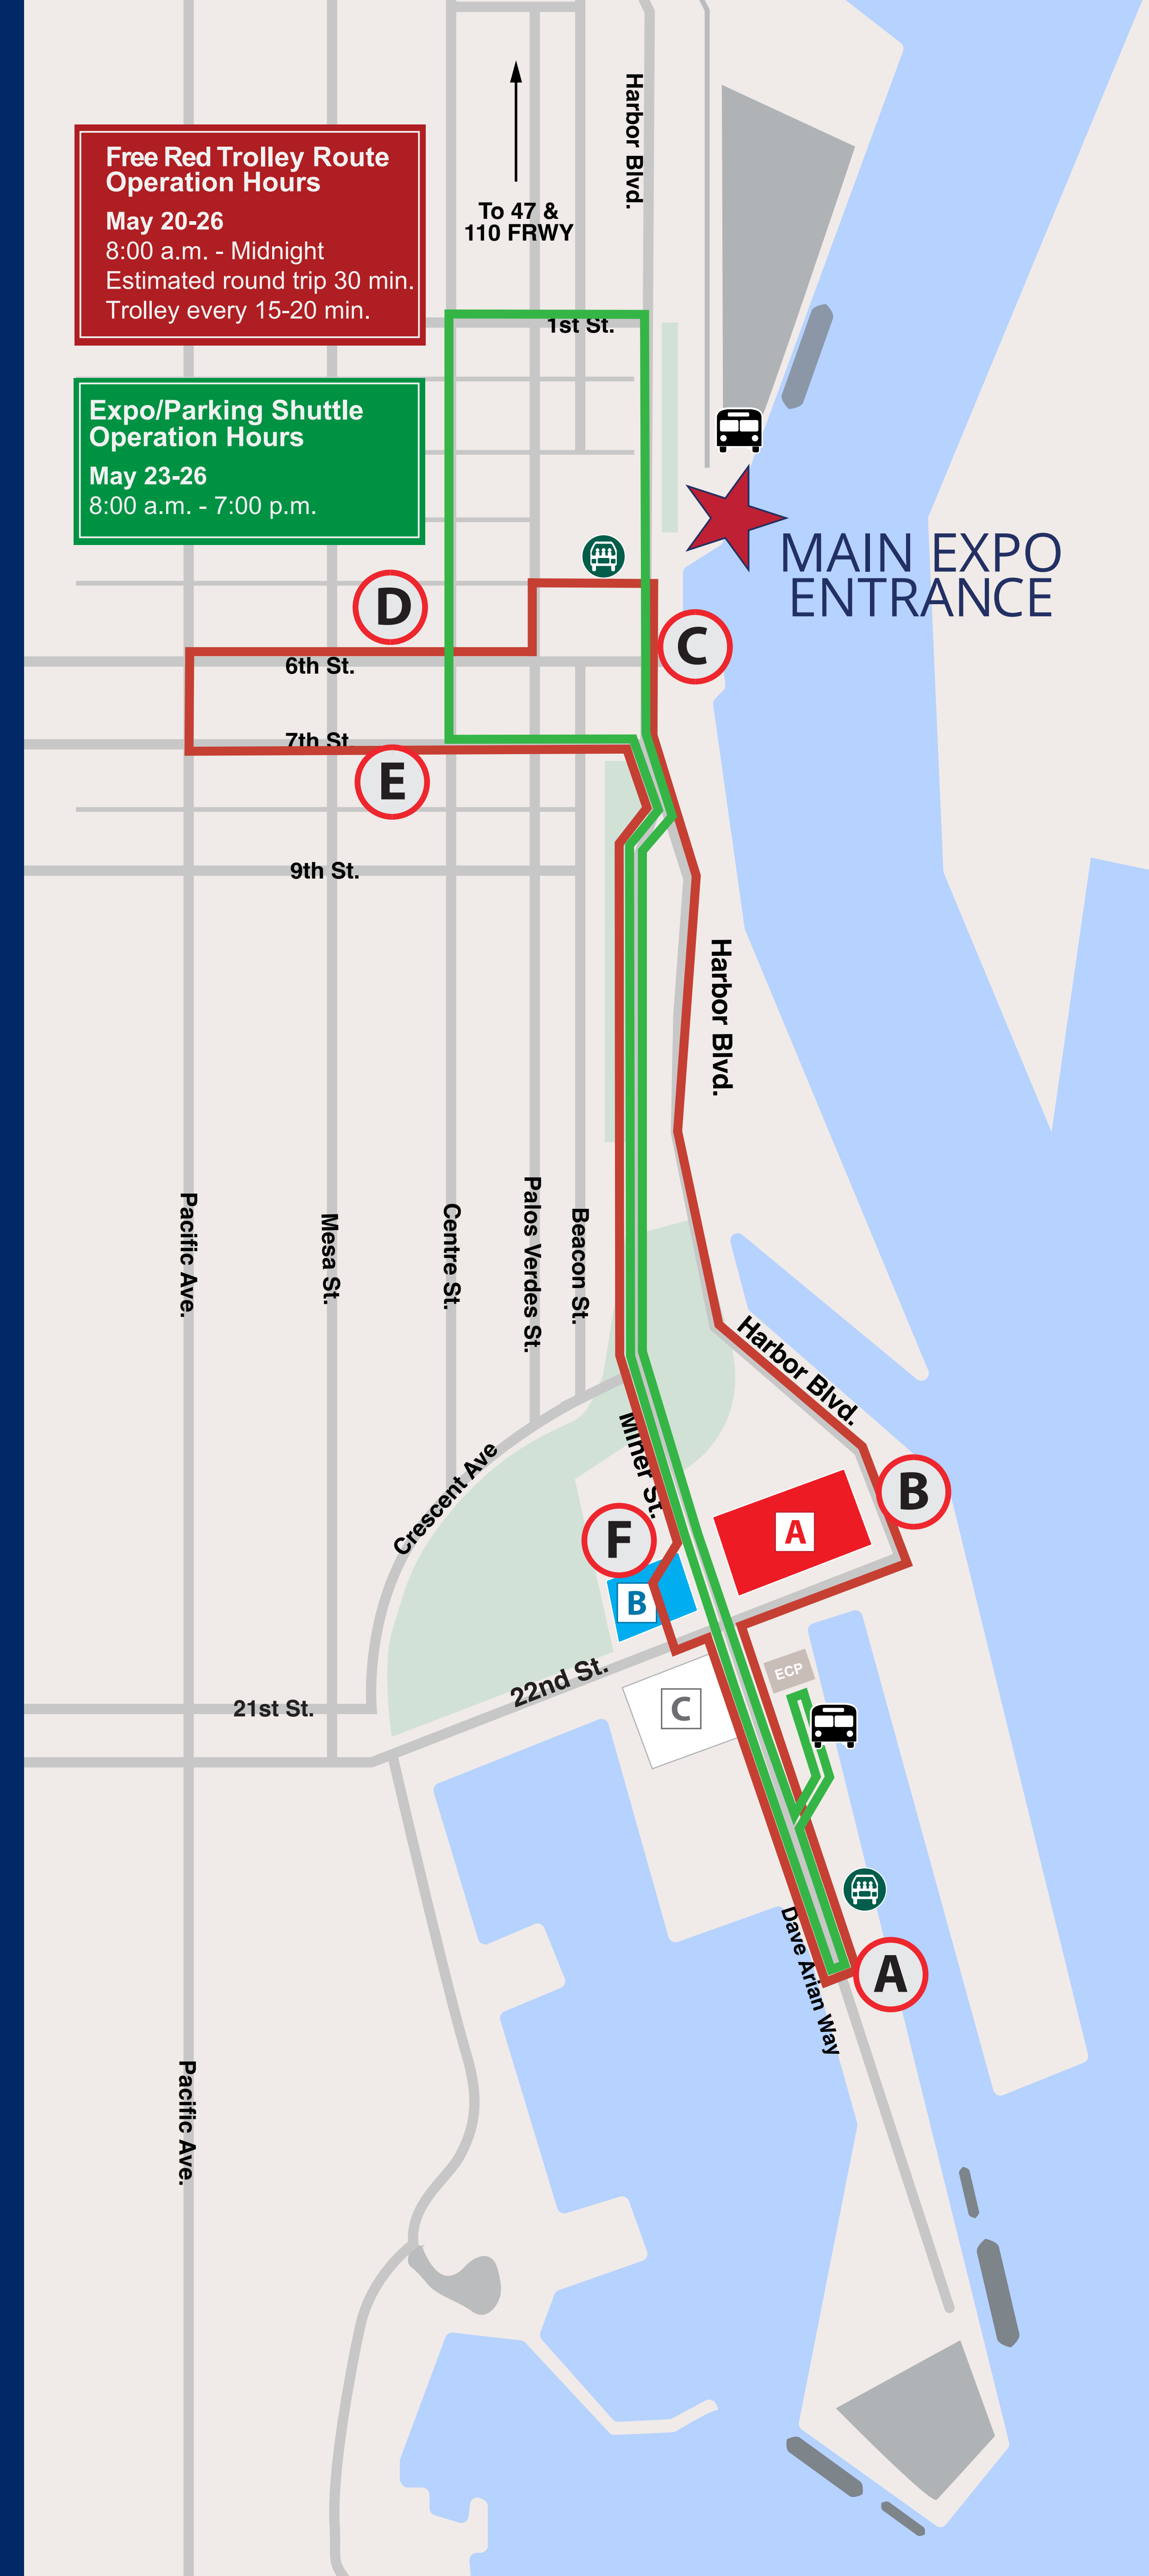 Harbor Blvd.
Free Red Trolley Route
Operation Hours
May 20-26
8:00 a.m. - Midnight
Estimated round trip 30 min.
Trolley every 15-20 min.
To 47 &
110 FRWY
1st St.
Expo/Parking Shuttle
Operation Hours
May 23-26
8:00 a.m. - 7:00 p.m.
MAIN EXPO
ENTRANCE
D
C
6th St.
7th St.
E
9th St.
Harbor Blvd.
Pacific Ave.
Mesa St.
Centre St.
Palos Verdes St.
Beacon St.
Harbor Blvd.
Miner St.
Crescent Ave
B
A
F
B
22nd St.
ECP
C
21st St.
Dave Arian Way
A
Pacific Ave.